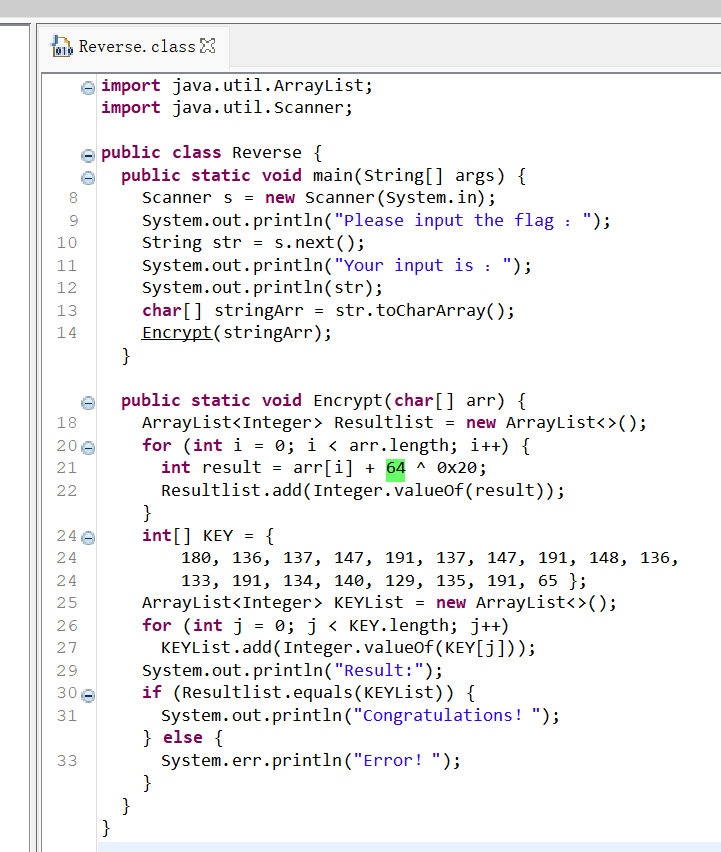 Reverse.class
import java.util.ArrayList;
import java.util.Scanner;
public class Reverse {
public static void main(String[] args) {
8 Scanner s = new Scanner(System.in);
9 System.out.println("Please input the flag ：");
10 String str = s.next();
11 System.out.println("Your input is ：");
12 System.out.println(str);
13 char[] stringArr = str.toCharArray();
14 Encrypt(stringArr);
}
public static void Encrypt(char[] arr) {
18 ArrayList<Integer> Resultlist = new ArrayList<>();
20 for (int i = 0; i < arr.length; i++) {
21 int result = arr[i] + 64 ^ 0x20;
22 Resultlist.add(Integer.valueOf(result));
}
24 int[] KEY = {
24 180, 136, 137, 147, 191, 137, 147, 191, 148, 136,
24 133, 191, 134, 140, 129, 135, 191, 65 };
25 ArrayList<Integer> KEYList = new ArrayList<>();
26 for (int j = 0; j < KEY.length; j++)
27 KEYList.add(Integer.valueOf(KEY[j]));
29 System.out.println("Result:");
30 if (Resultlist.equals(KEYList)) {
31 System.out.println("Congratulations！");
} else {
33 System.err.println("Error！");
}
}
}